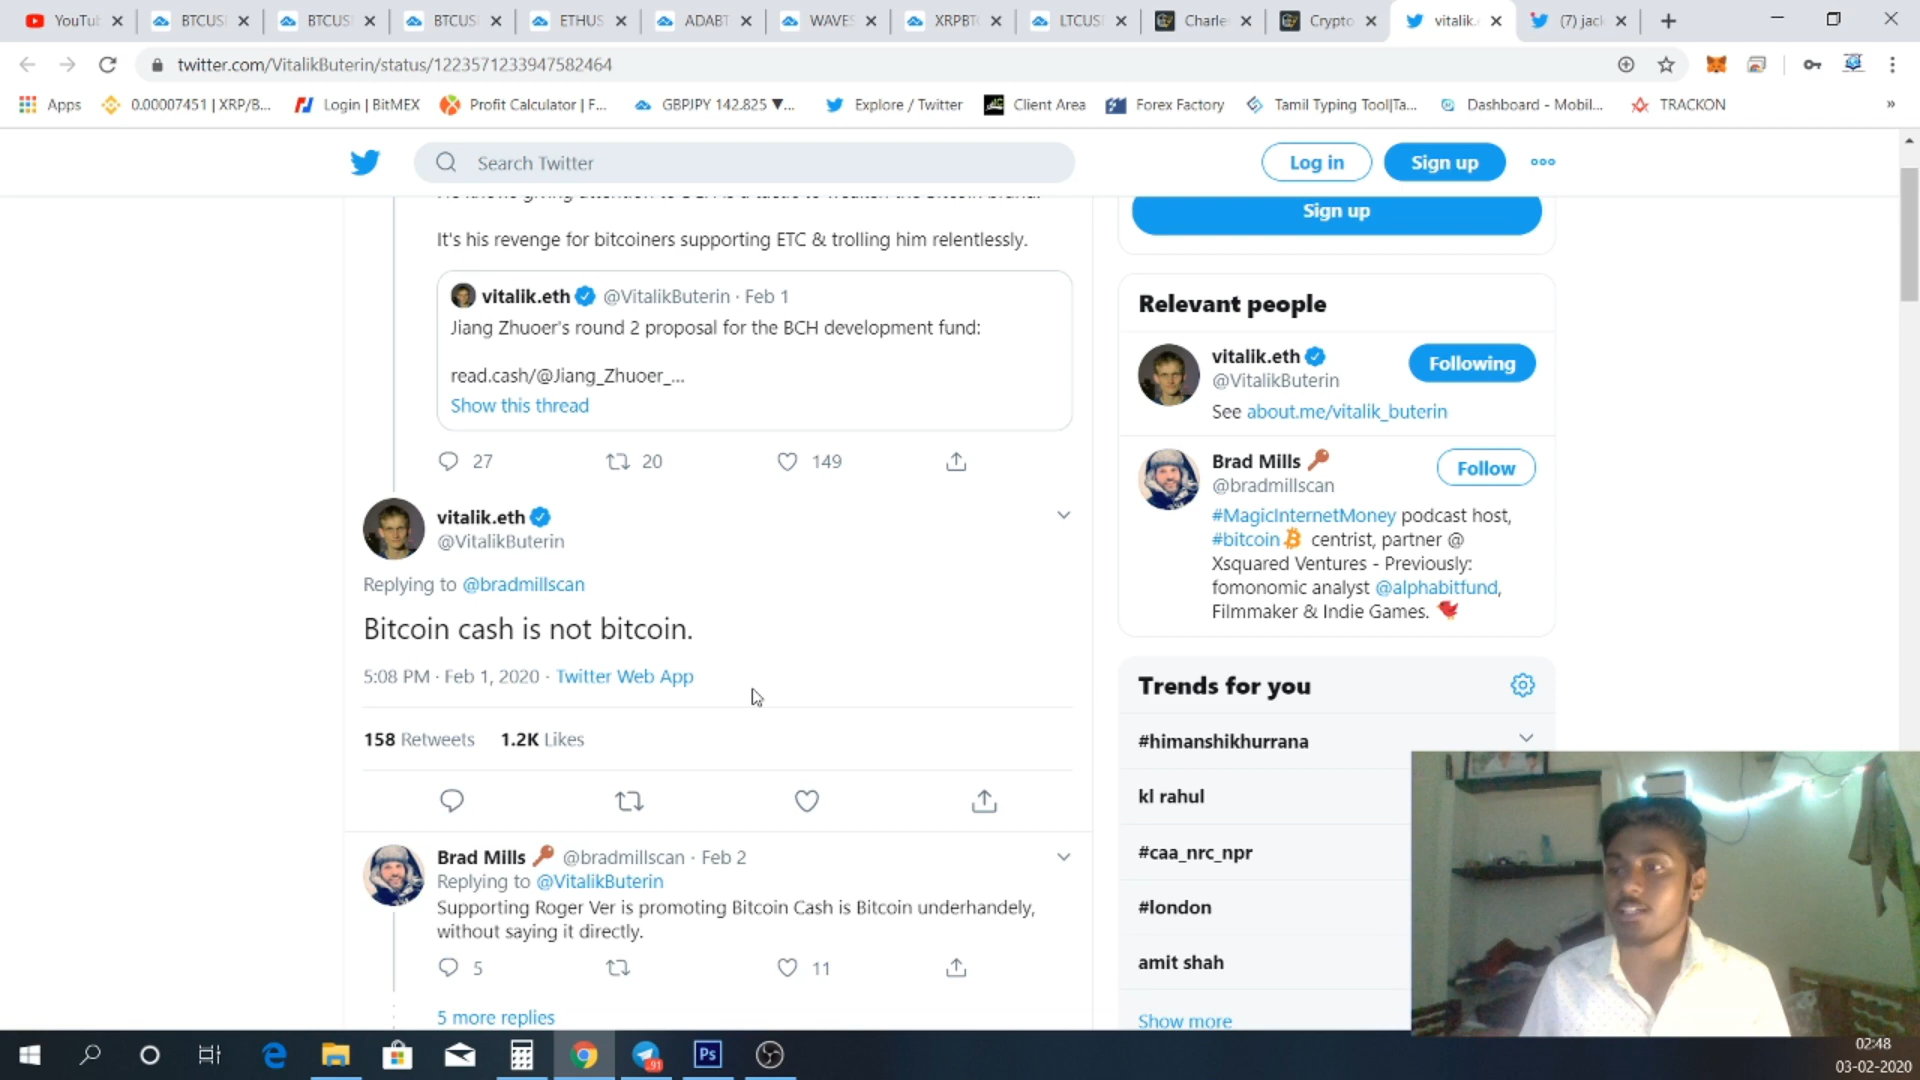 YouTu
BTCUS
BTCUS
BTCUS
ETHUS
ADABT
WAVES
XRPBT
LTCUS
Charle
Crypto
vitalik.
(7) jack
twitter.com/VitalikButerin/status/1223571233947582464
Apps
0.00007451 | XRP/B...
Login | BitMEX
Profit Calculator | F...
GBPJPY 142.825 ▼...
Explore / Twitter
Client Area
Forex Factory
Tamil Typing Tool|Ta...
Dashboard - Mobil...
TRACKON
»
Search Twitter
Log in
Sign up
It's his revenge for bitcoiners supporting ETC & trolling him relentlessly.
vitalik.eth @VitalikButerin · Feb 1
Jiang Zhuoer's round 2 proposal for the BCH development fund:
read.cash/@Jiang_Zhuoer_...
Show this thread
27
20
149
vitalik.eth
@VitalikButerin
Replying to @bradmillscan
Bitcoin cash is not bitcoin.
5:08 PM · Feb 1, 2020 · Twitter Web App
158 Retweets 1.2K Likes
Brad Mills @bradmillscan · Feb 2
Replying to @VitalikButerin
Supporting Roger Ver is promoting Bitcoin Cash is Bitcoin underhandely,
without saying it directly.
5
11
5 more replies
Sign up
Relevant people
vitalik.eth
@VitalikButerin
Following
See about.me/vitalik_buterin
Brad Mills
@bradmillscan
Follow
#MagicInternetMoney podcast host,
#bitcoin centrist, partner @
Xsquared Ventures - Previously:
fomonomic analyst @alphabitfund,
Filmmaker & Indie Games.
Trends for you
#himanshikhurrana
kl rahul
#caa_nrc_npr
#london
amit shah
Show more
91
Ps
02:48
03-02-2020